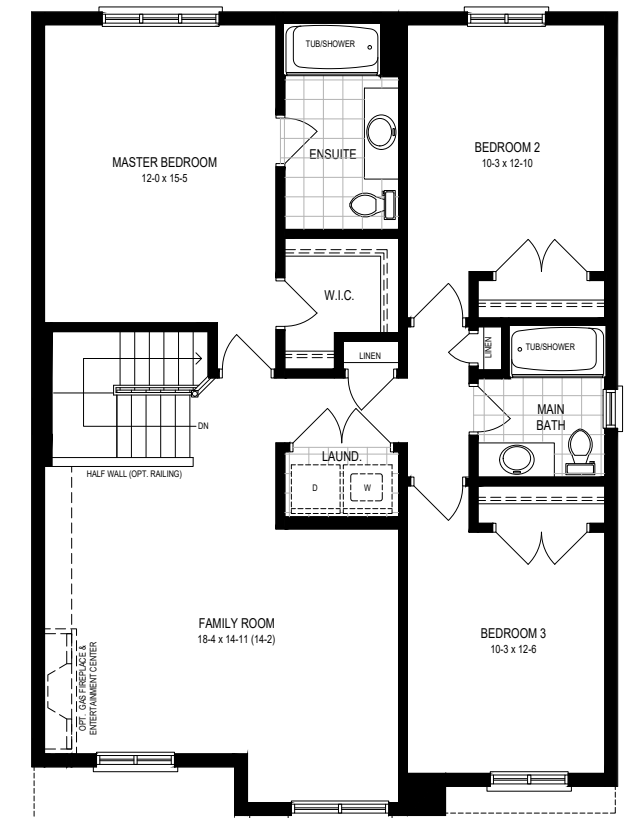 TUB/SHOWER
MASTER BEDROOM
12-0 x 15-5
ENSUITE
BEDROOM 2
10-3 x 12-10
W.I.C.
LINEN
LINEN
TUB/SHOWER
MAIN
BATH
DN
HALF WALL (OPT. RAILING)
LAUND.
D
W
FAMILY ROOM
18-4 x 14-11 (14-2)
BEDROOM 3
10-3 x 12-6
OPT. GAS FIREPLACE &
ENTERTAINMENT CENTER